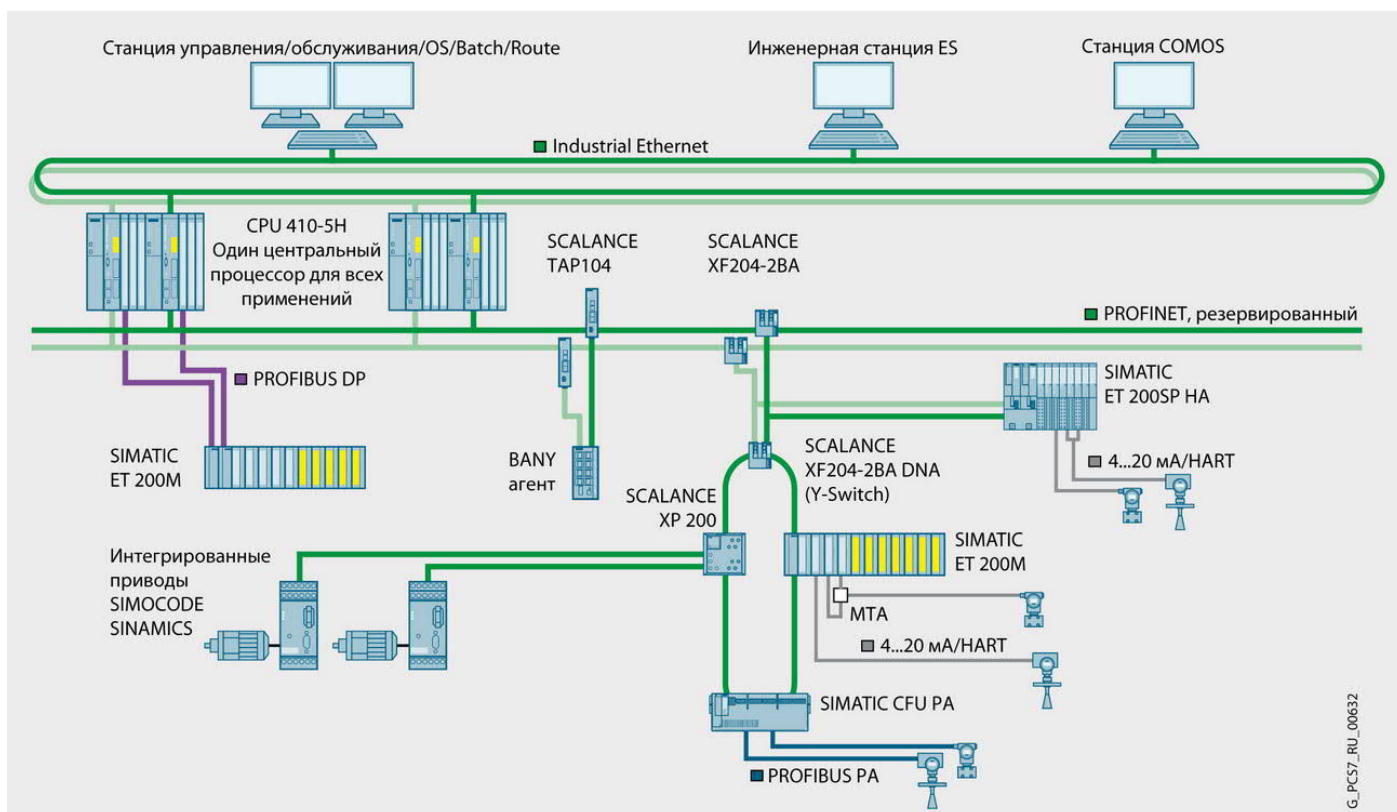 Станция управления/обслуживания/OS/Batch/Route
Инженерная станция ES
Станция COMOS
Industrial Ethernet
CPU 410-5H
Один центральный
процессор для всех
применений
SCALANCE
TAP104
SCALANCE
XF204-2BA
PROFINET, резервированный
PROFIBUS DP
SIMATIC
ET 200SP HA
SIMATIC
ET 200M
BANY
агент
SCALANCE
XF204-2BA DNA
(Y-Switch)
4...20 мА/HART
SCALANCE
XP 200
SIMATIC
ET 200M
Интегрированные
приводы
SIMOCODE
SINAMICS
MTA
4...20 мА/HART
SIMATIC CFU PA
PROFIBUS PA
G_PCS7_RU_00632